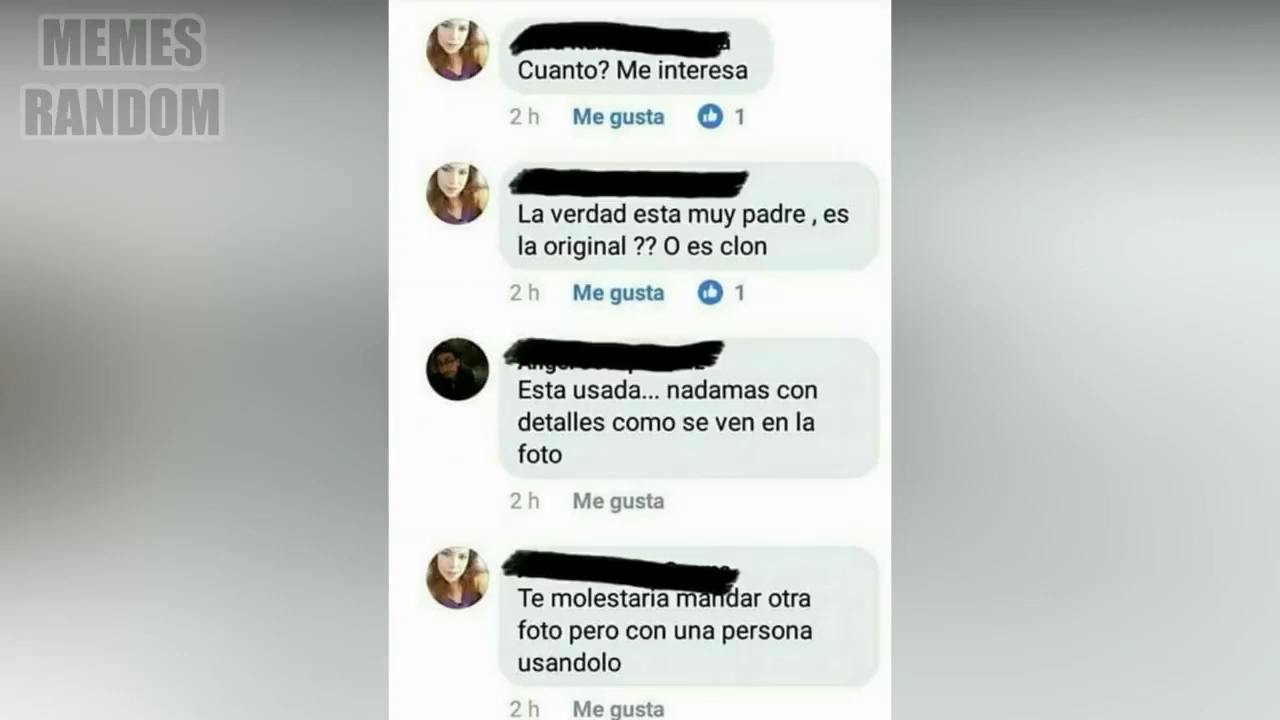 MEMES
RANDOM
Cuanto? Me interesa
2 h Me gusta 1
La verdad esta muy padre , es
la original ?? O es clon
2 h Me gusta 1
Esta usada... nadamas con
detalles como se ven en la
foto
2 h Me gusta
Te molestaria mandar otra
foto pero con una persona
usandolo
2 h Me gusta